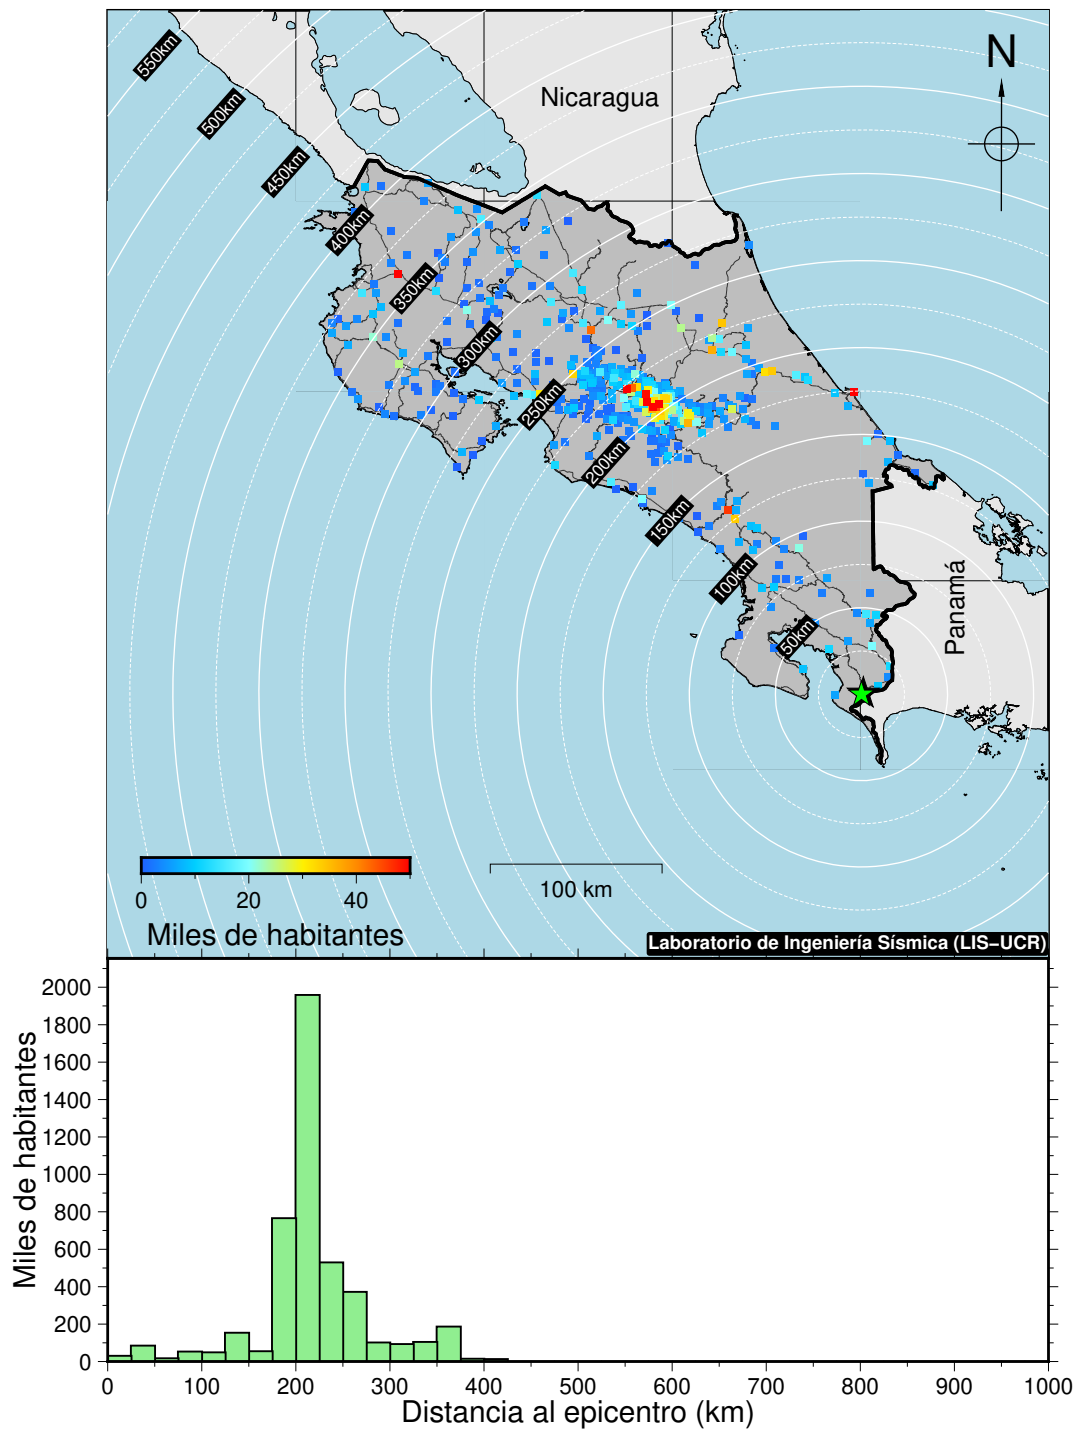 550km
500km
450km
400km
350km
300km
250km
200km
150km
100km
50km
Nicaragua
N
Panamá
0 20 40
Miles de habitantes
100 km
Laboratorio de Ingeniería Sísmica (LIS–UCR)
Miles de habitantes
2000
1800
1600
1400
1200
1000
800
600
400
200
0
0 100 200 300 400 500 600 700 800 900 1000
Distancia al epicentro (km)